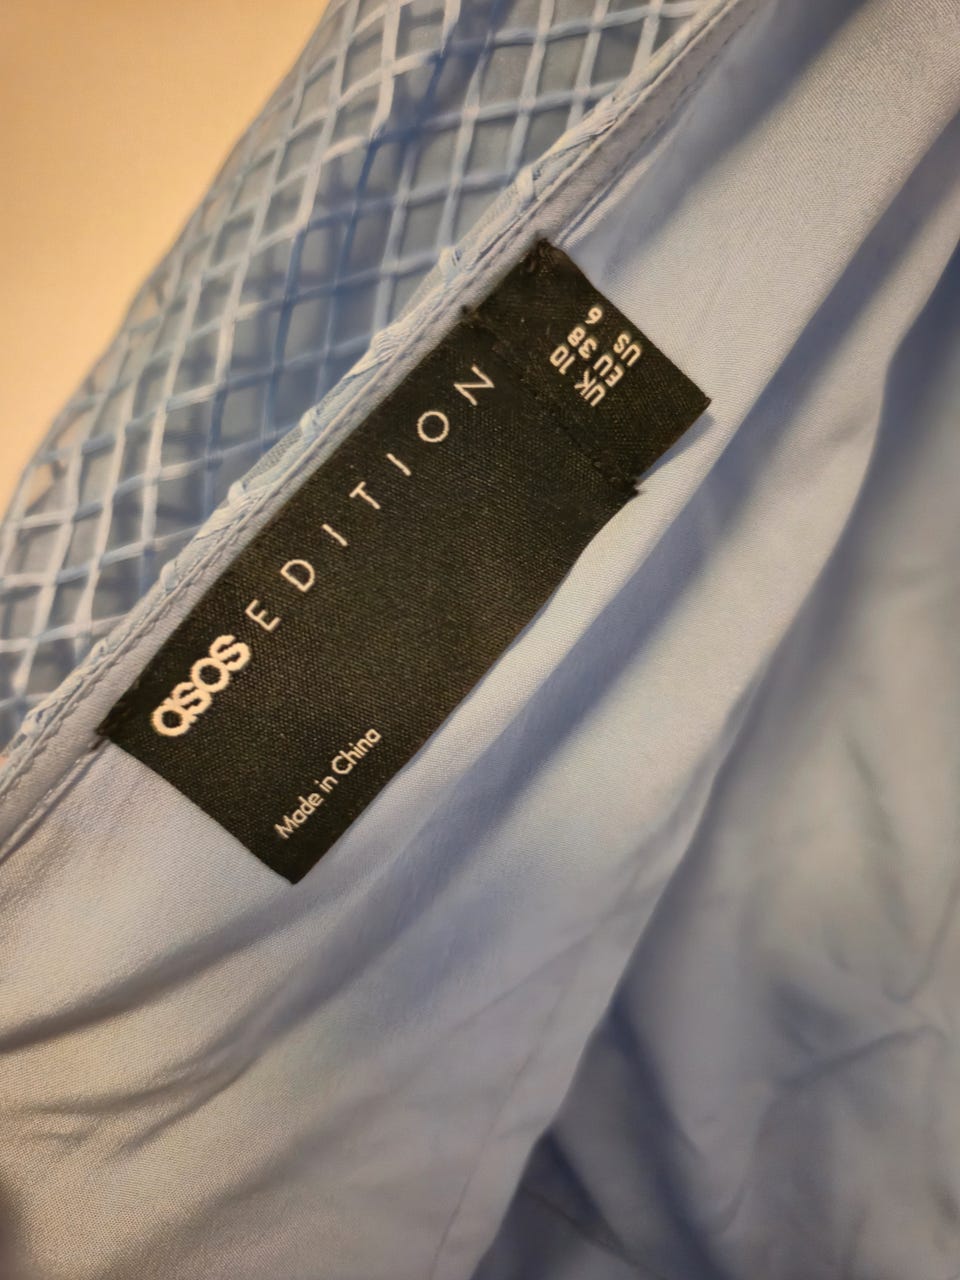 asos EDITION
Made in China
UK 10
EU 38
US 6